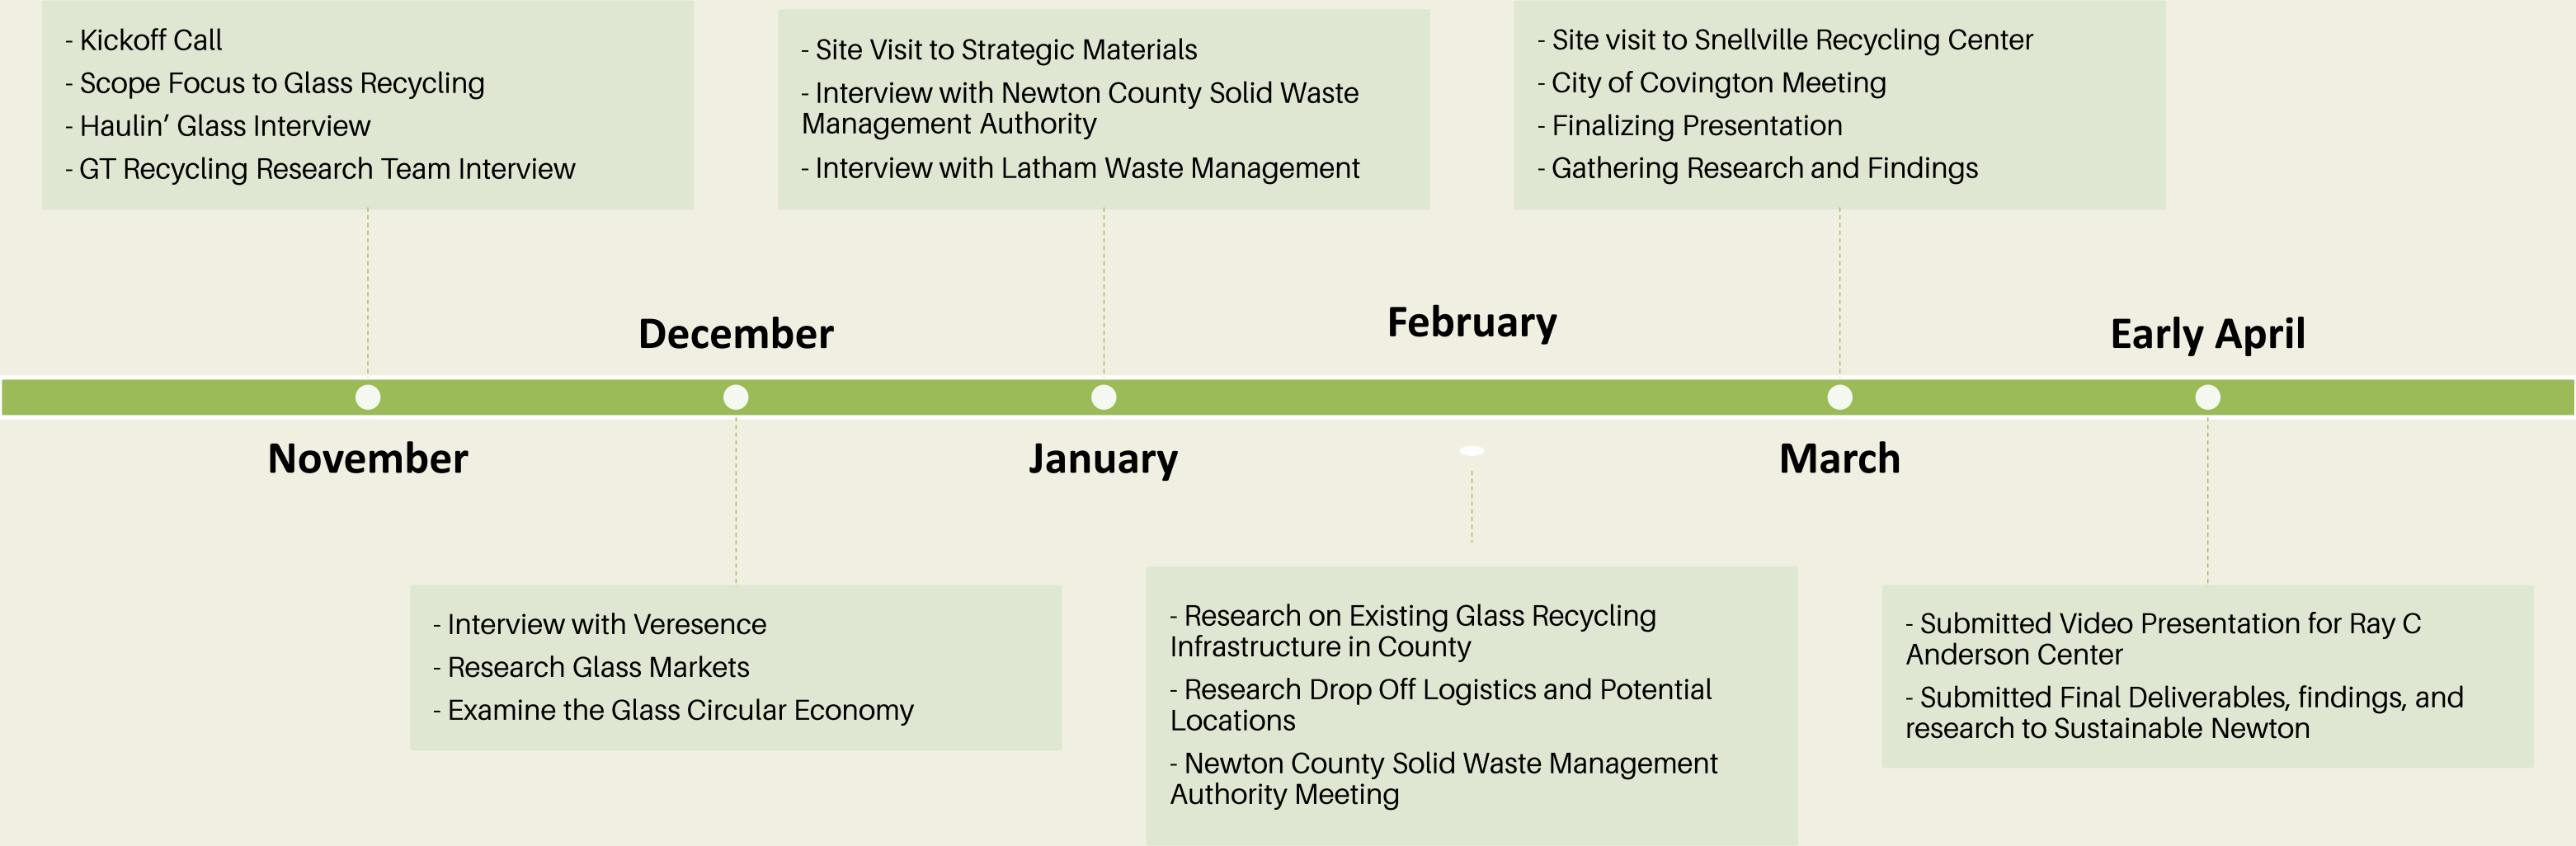 - Kickoff Call
- Scope Focus to Glass Recycling
- Haulin’ Glass Interview
- GT Recycling Research Team Interview
- Site Visit to Strategic Materials
- Interview with Newton County Solid Waste
Management Authority
- Interview with Latham Waste Management
- Site visit to Snellville Recycling Center
- City of Covington Meeting
- Finalizing Presentation
- Gathering Research and Findings
December
February
Early April
November
January
March
- Interview with Veresence
- Research Glass Markets
- Examine the Glass Circular Economy
- Research on Existing Glass Recycling
Infrastructure in County
- Research Drop Off Logistics and Potential
Locations
- Newton County Solid Waste Management
Authority Meeting
- Submitted Video Presentation for Ray C
Anderson Center
- Submitted Final Deliverables, findings, and
research to Sustainable Newton